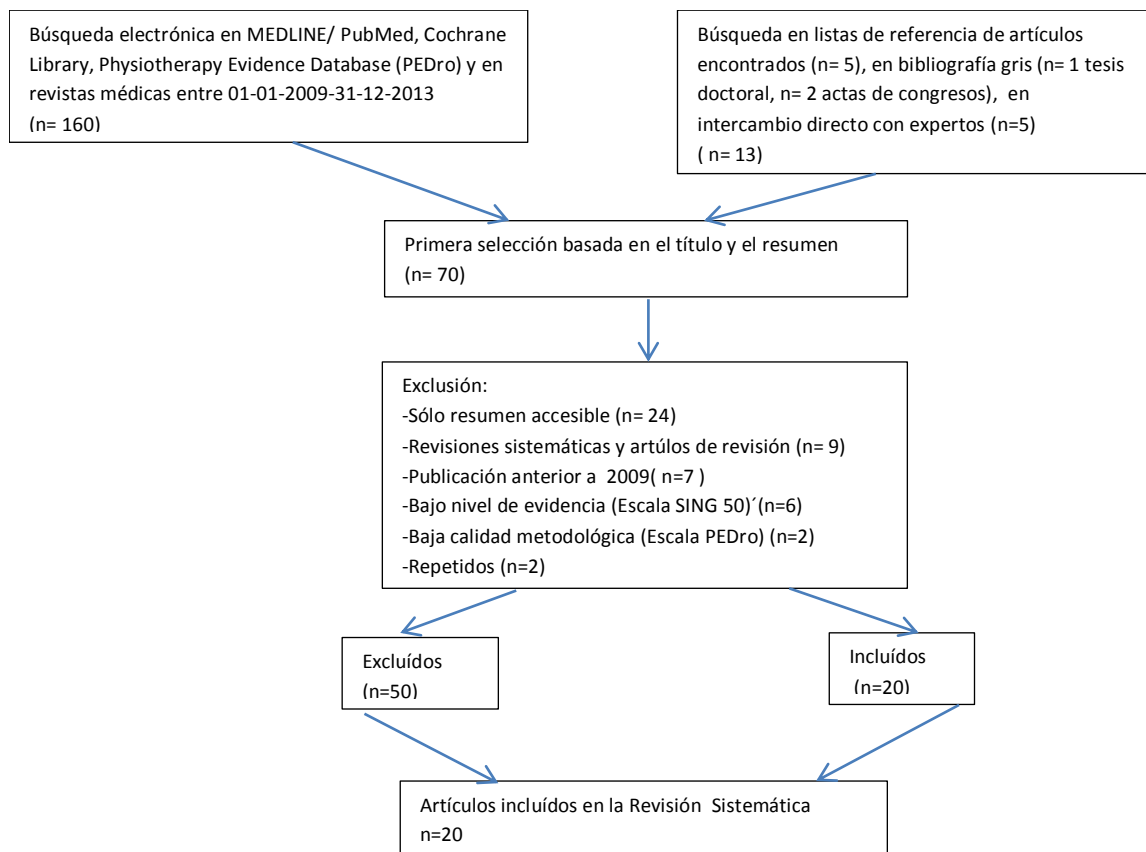 Búsqueda electrónica en MEDLINE/ PubMed, Cochrane
Library, Physiotherapy Evidence Database (PEDro) y en
revistas médicas entre 01-01-2009-31-12-2013
(n= 160)
Búsqueda en listas de referencia de artículos
encontrados (n= 5), en bibliografía gris (n= 1 tesis
doctoral, n= 2 actas de congresos), en
intercambio directo con expertos (n=5)
( n= 13)
Primera selección basada en el título y el resumen
(n= 70)
Exclusión:
-Sólo resumen accesible (n= 24)
-Revisiones sistemáticas y artúlos de revisión (n= 9)
-Publicación anterior a 2009( n=7 )
-Bajo nivel de evidencia (Escala SING 50)´(n=6)
-Baja calidad metodológica (Escala PEDro) (n=2)
-Repetidos (n=2)
Excluídos
(n=50)
Incluídos
(n=20)
Artículos incluídos en la Revisión Sistemática
n=20